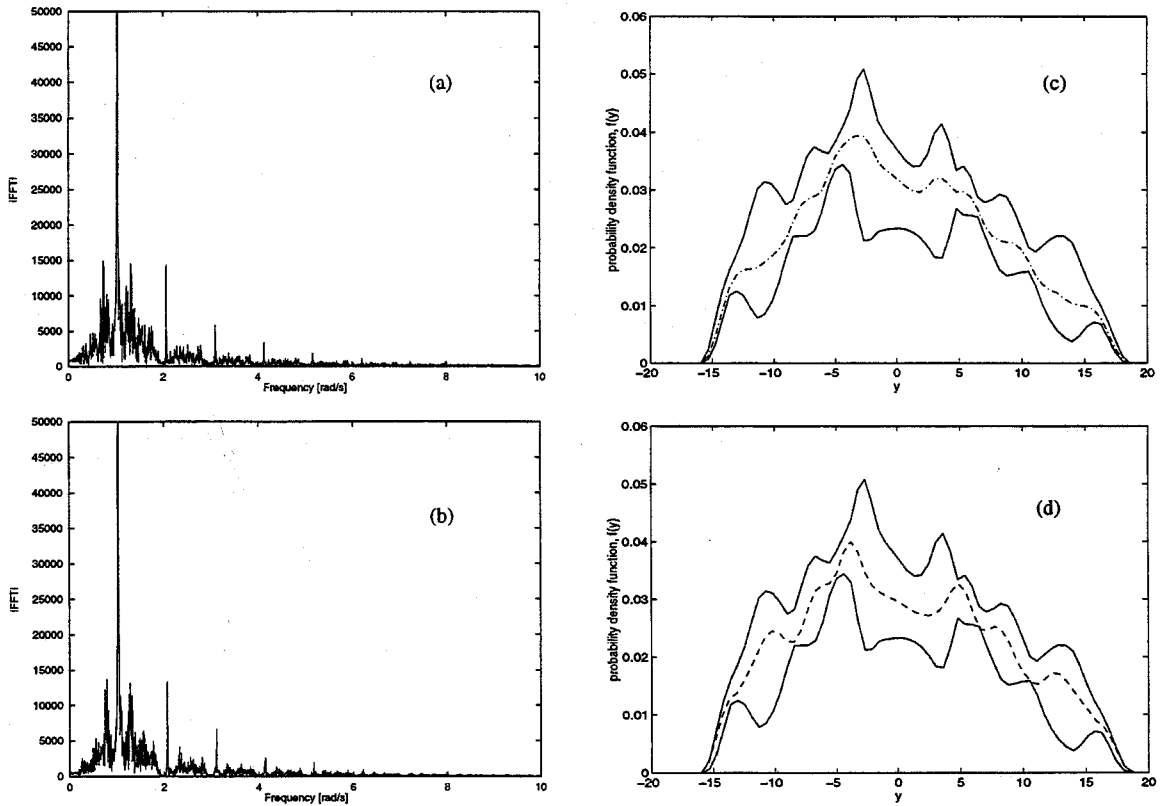 50000
45000
40000
35000
30000
25000
20000
15000
10000
5000
0
|FFT|
(a)
0 2 4 6 8 10
Frequency [rad/s]
0.06
0.05
0.04
0.03
0.02
0.01
0
probability density function, f(y)
(c)
−20 −15 −10 −5 0 5 10 15 20
y
50000
45000
40000
35000
30000
25000
20000
15000
10000
5000
0
|FFT|
(b)
0 2 4 6 8 10
Frequency [rad/s]
0.06
0.05
0.04
0.03
0.02
0.01
0
probability density function, f(y)
(d)
−20 −15 −10 −5 0 5 10 15 20
y